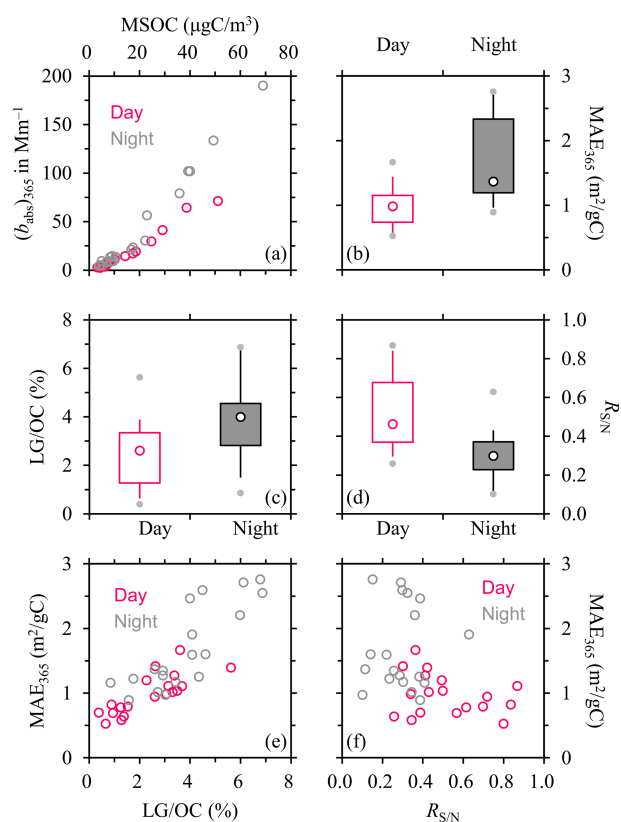 MSOC (μgC/m³)
0 20 40 60 80
Day Night
200
150
100
50
0
(b_abs)₃₆₅ in Mm⁻¹
Day
Night
(a)
3
2
1
0
MAE₃₆₅ (m²/gC)
(b)
8
6
4
2
0
LG/OC (%)
(c)
Day Night
1.0
0.8
0.6
0.4
0.2
0.0
R_S/N
(d)
Day Night
3
2
1
0
MAE₃₆₅ (m²/gC)
Day
Night
(e)
0 2 4 6 8
LG/OC (%)
3
2
1
0
MAE₃₆₅ (m²/gC)
Day
Night
(f)
0.0 0.2 0.4 0.6 0.8 1.0
R_S/N